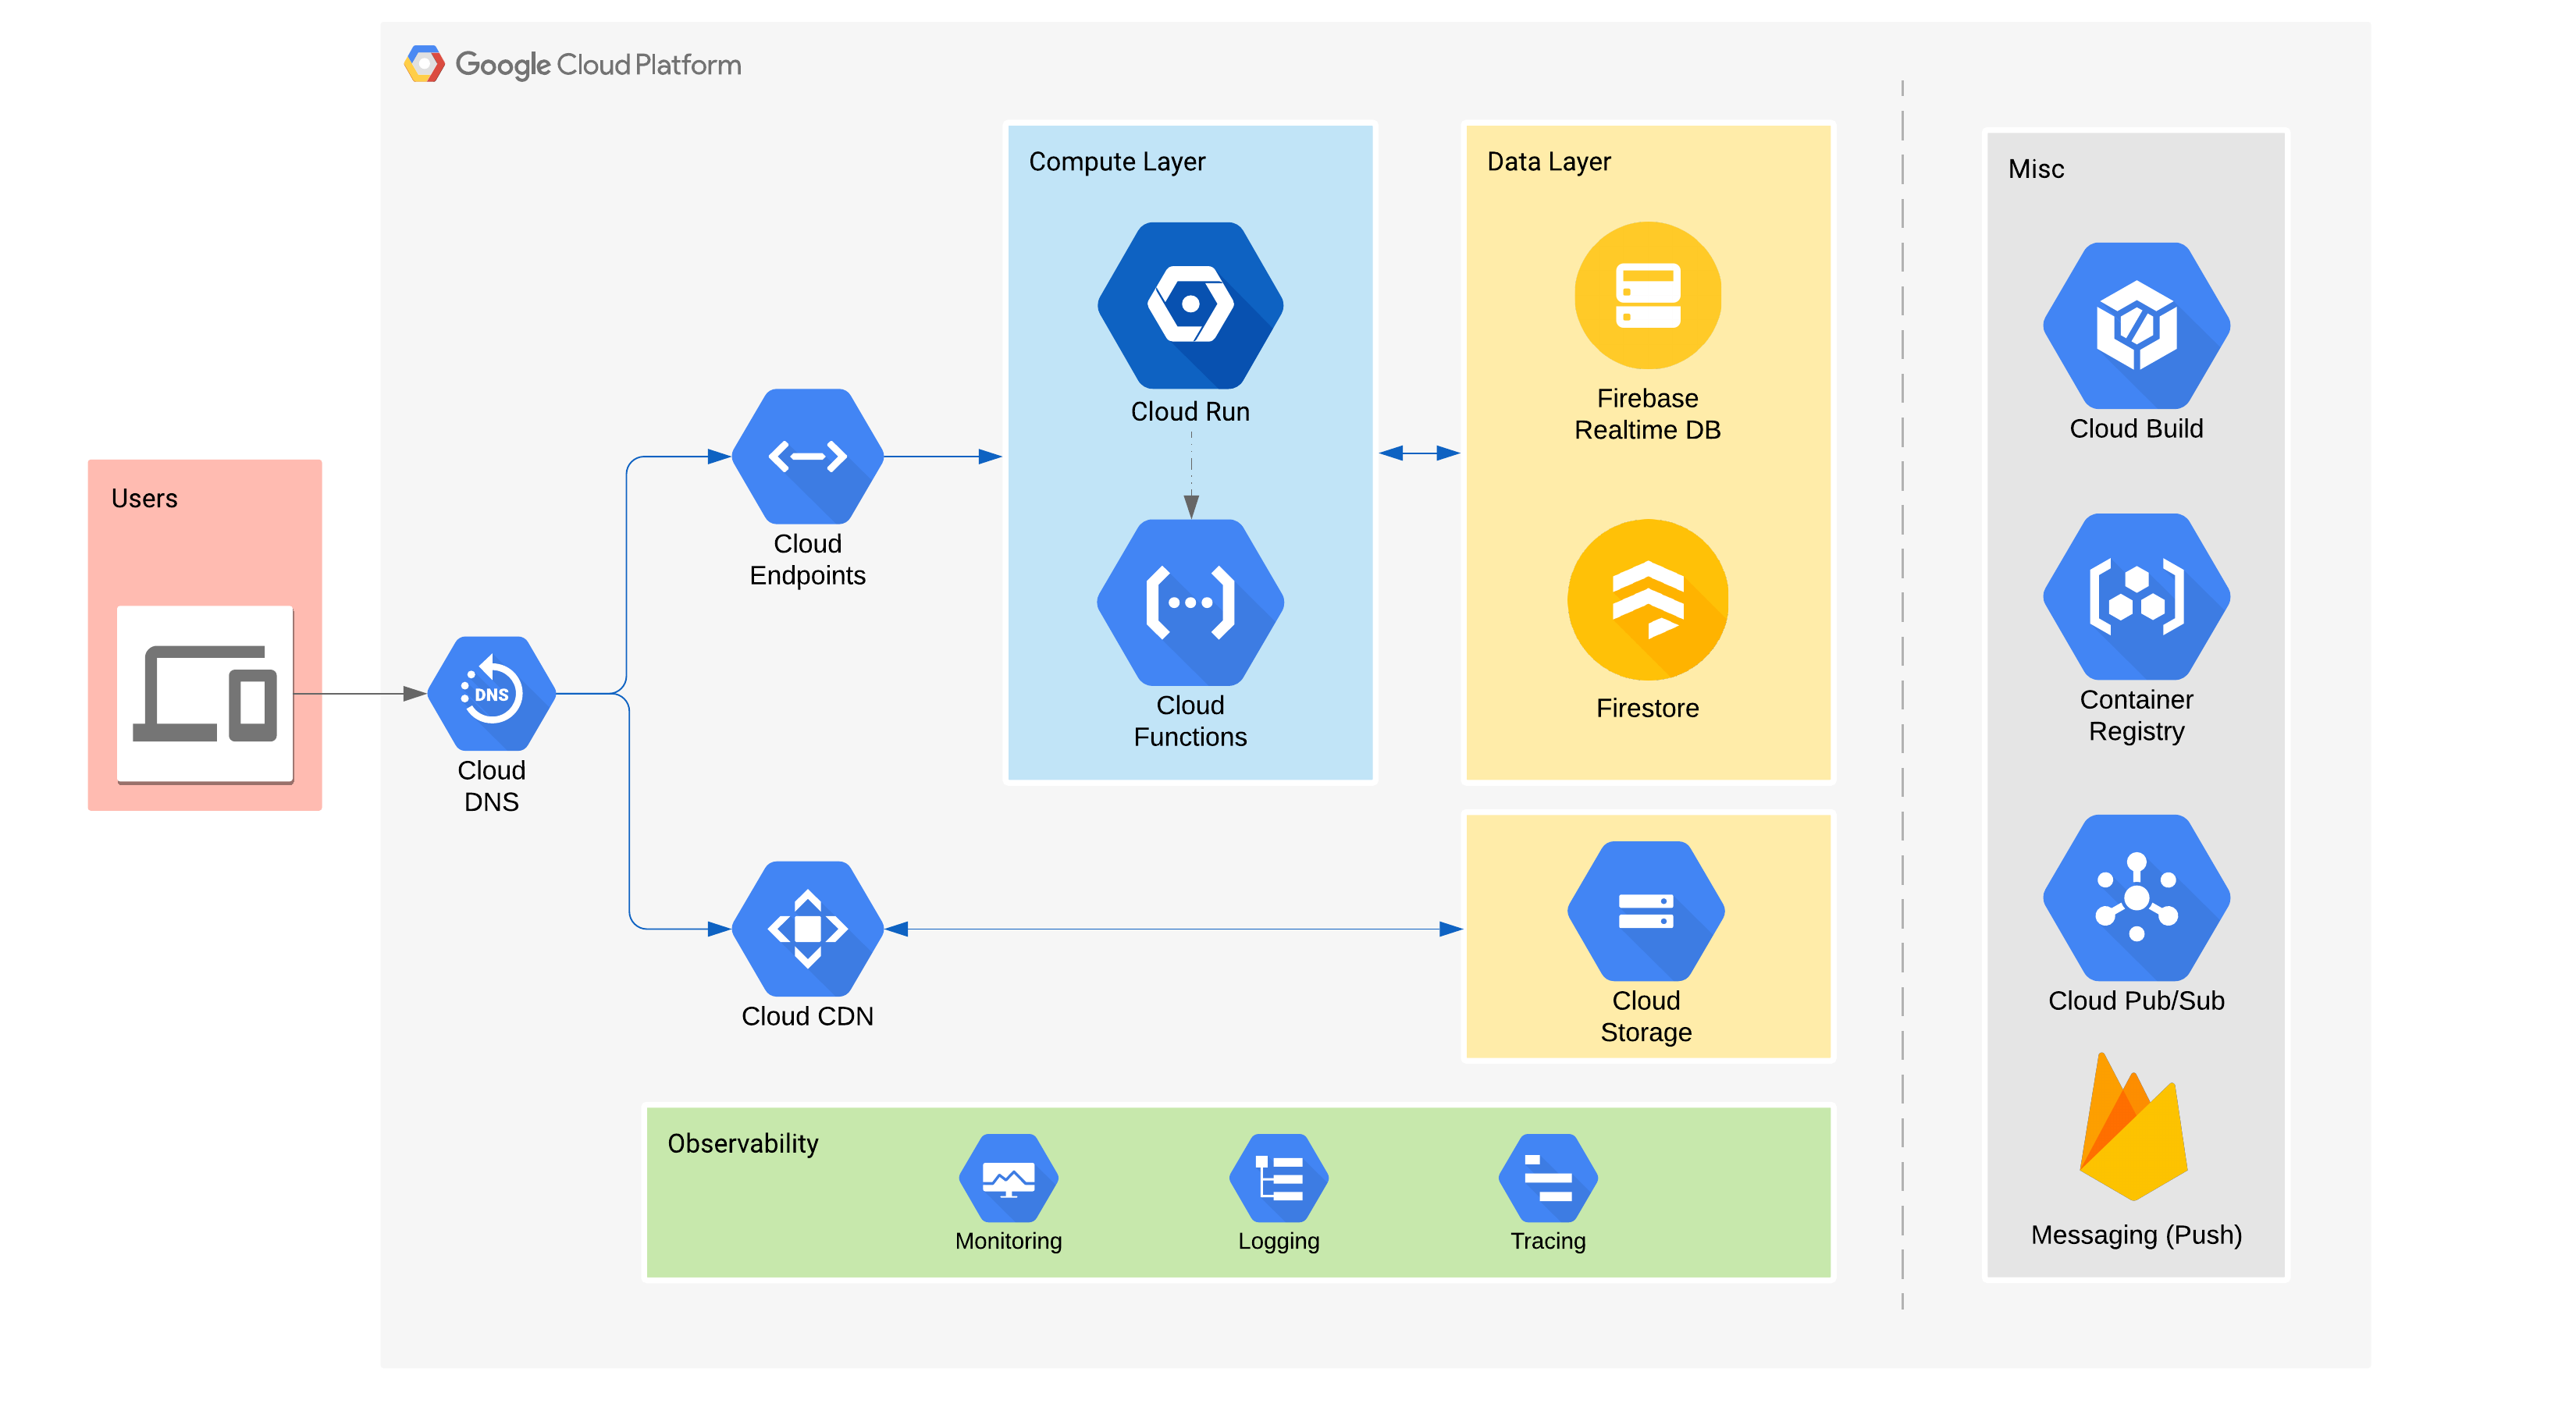 Google Cloud Platform
Users
Cloud
DNS
Cloud
Endpoints
Cloud CDN
Compute Layer
Cloud Run
Cloud
Functions
Data Layer
Firebase
Realtime DB
Firestore
Cloud
Storage
Observability
Monitoring
Logging
Tracing
Misc
Cloud Build
Container
Registry
Cloud Pub/Sub
Messaging (Push)
DNS